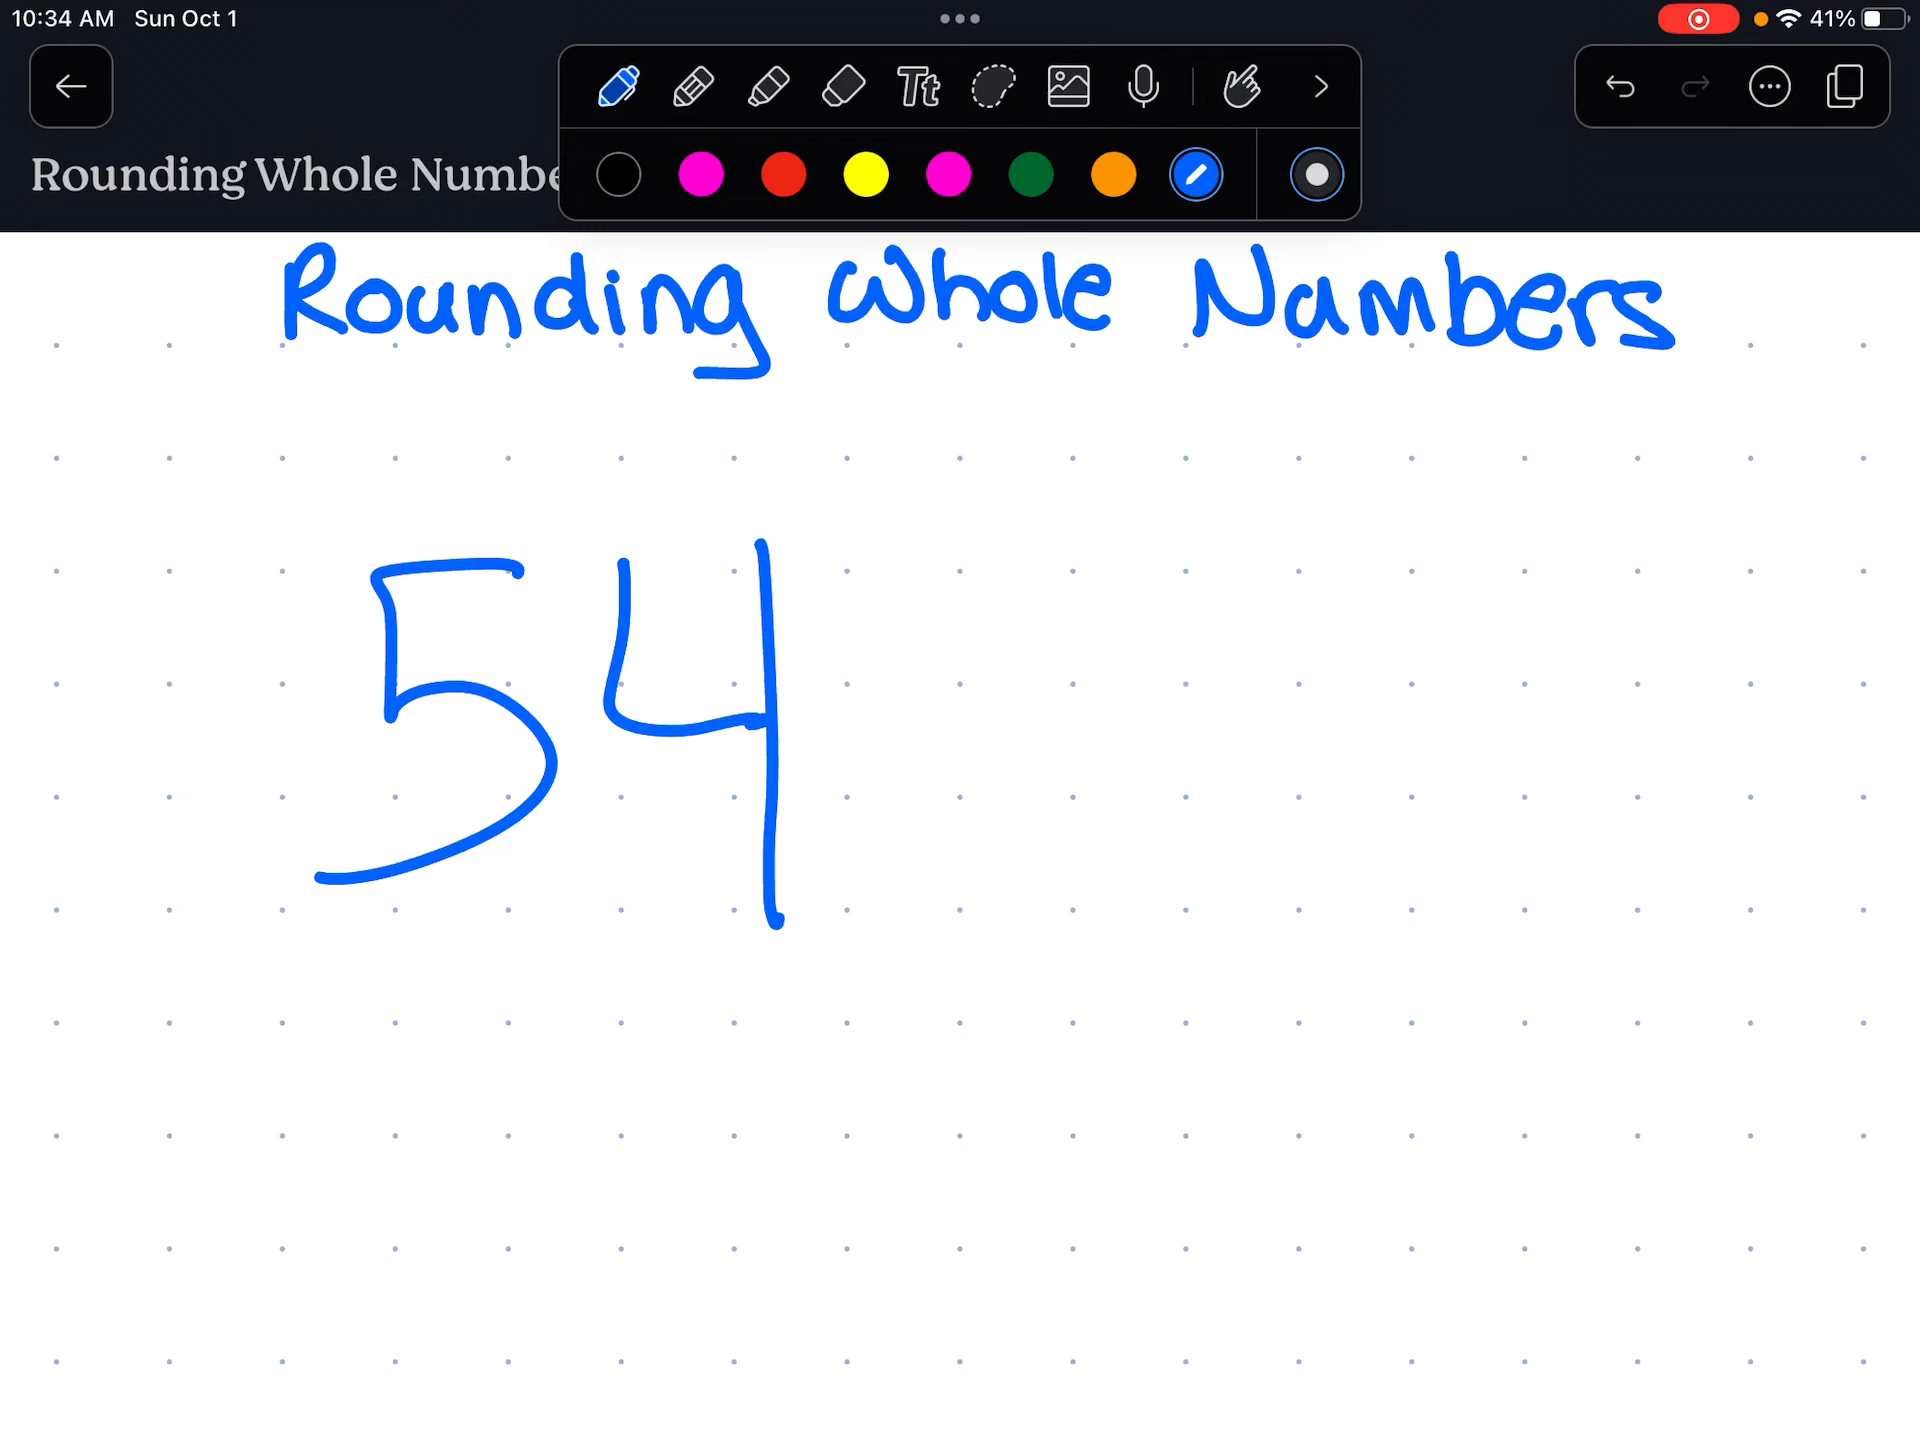 10:34 AM Sun Oct 1
41%
Tt
Rounding Whole Numbe
Rounding Whole Numbers
54